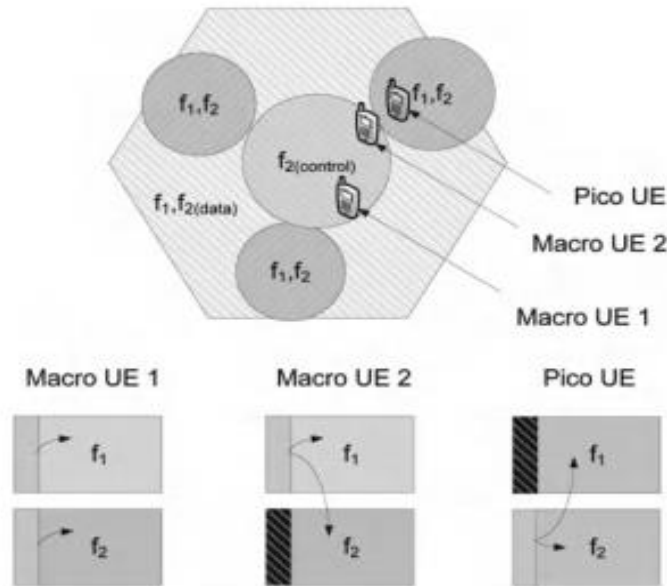 f₁,f₂
f₁,f₂
f₂(control)
f₁,f₂(data)
f₁,f₂
Pico UE
Macro UE 2
Macro UE 1
Macro UE 1 Macro UE 2 Pico UE
f₁ f₁ f₁
f₂ f₂ f₂